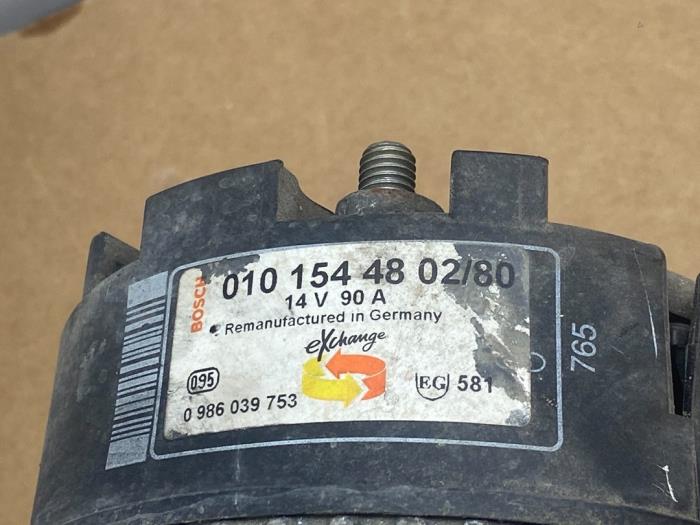 BOSCH
010 154 48 02/80
14 V 90 A
Remanufactured in Germany
eXchange
095
EG 581
0 986 039 753
765